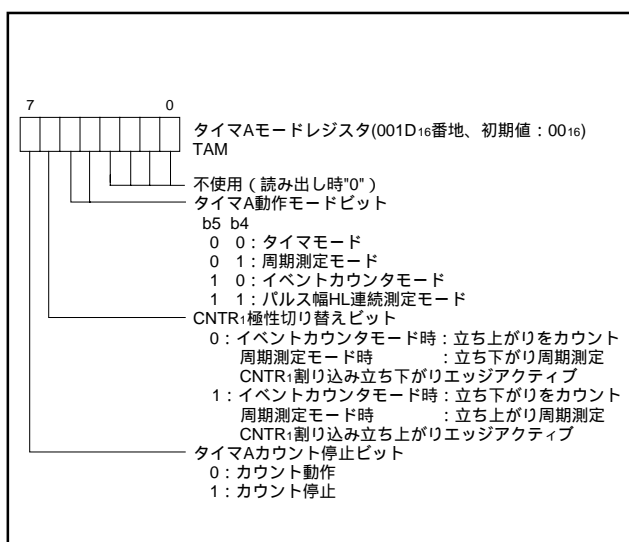 7 0
タイマAモードレジスタ(001D16番地、初期値：0016)
TAM
不使用（読み出し時"0"）
タイマA動作モードビット
b5 b4
0 0：タイマモード
0 1：周期測定モード
1 0：イベントカウンタモード
1 1：パルス幅HL連続測定モード
CNTR1極性切り替えビット
0：イベントカウンタモード時：立ち上がりをカウント
周期測定モード時 ：立ち下がり周期測定
CNTR1割り込み立ち下がりエッジアクティブ
1：イベントカウンタモード時：立ち下がりをカウント
周期測定モード時 ：立ち上がり周期測定
CNTR1割り込み立ち上がりエッジアクティブ
タイマAカウント停止ビット
0：カウント動作
1：カウント停止